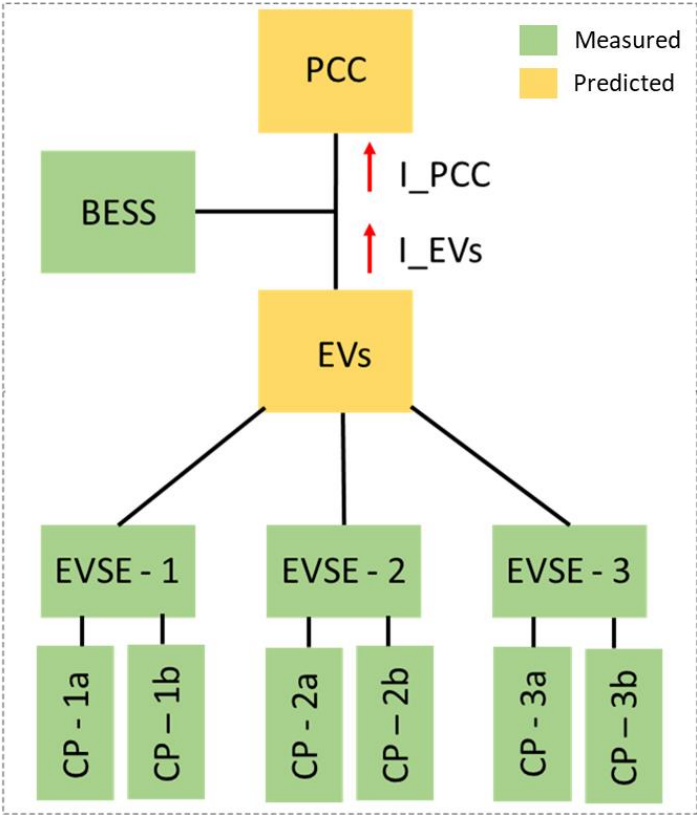 PCC
Measured
Predicted
I_PCC
BESS
I_EVs
EVs
EVSE - 1
EVSE - 2
EVSE - 3
CP - 1a
CP – 1b
CP - 2a
CP – 2b
CP - 3a
CP – 3b